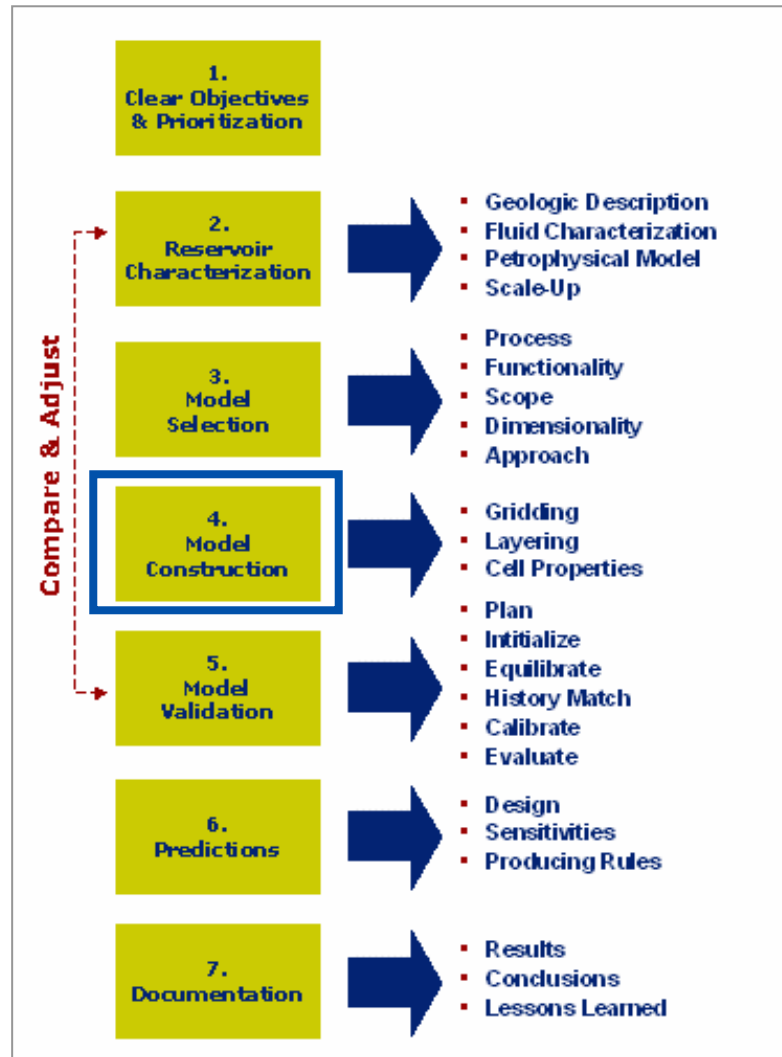 1.
Clear Objectives
& Prioritization
2.
Reservoir
Characterization
Geologic Description
Fluid Characterization
Petrophysical Model
Scale-Up
Compare & Adjust
3.
Model
Selection
Process
Functionality
Scope
Dimensionality
Approach
4.
Model
Construction
Gridding
Layering
Cell Properties
5.
Model
Validation
Plan
Intitialize
Equilibrate
History Match
Calibrate
Evaluate
6.
Predictions
Design
Sensitivities
Producing Rules
7.
Documentation
Results
Conclusions
Lessons Learned